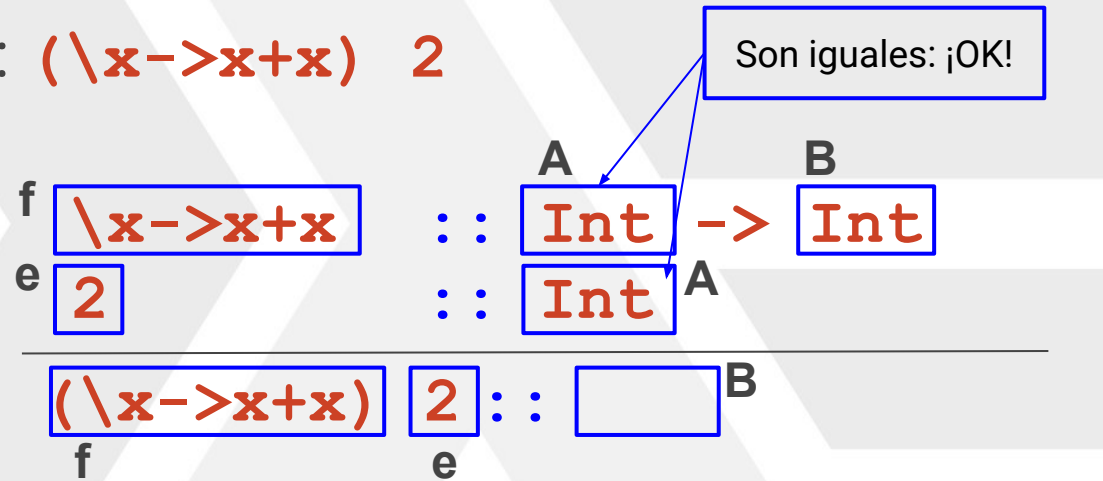 : (\x->x+x) 2
Son iguales: ¡OK!
A B
f \x->x+x :: Int -> Int
e 2 :: Int A
(\x->x+x) 2 :: B
f e